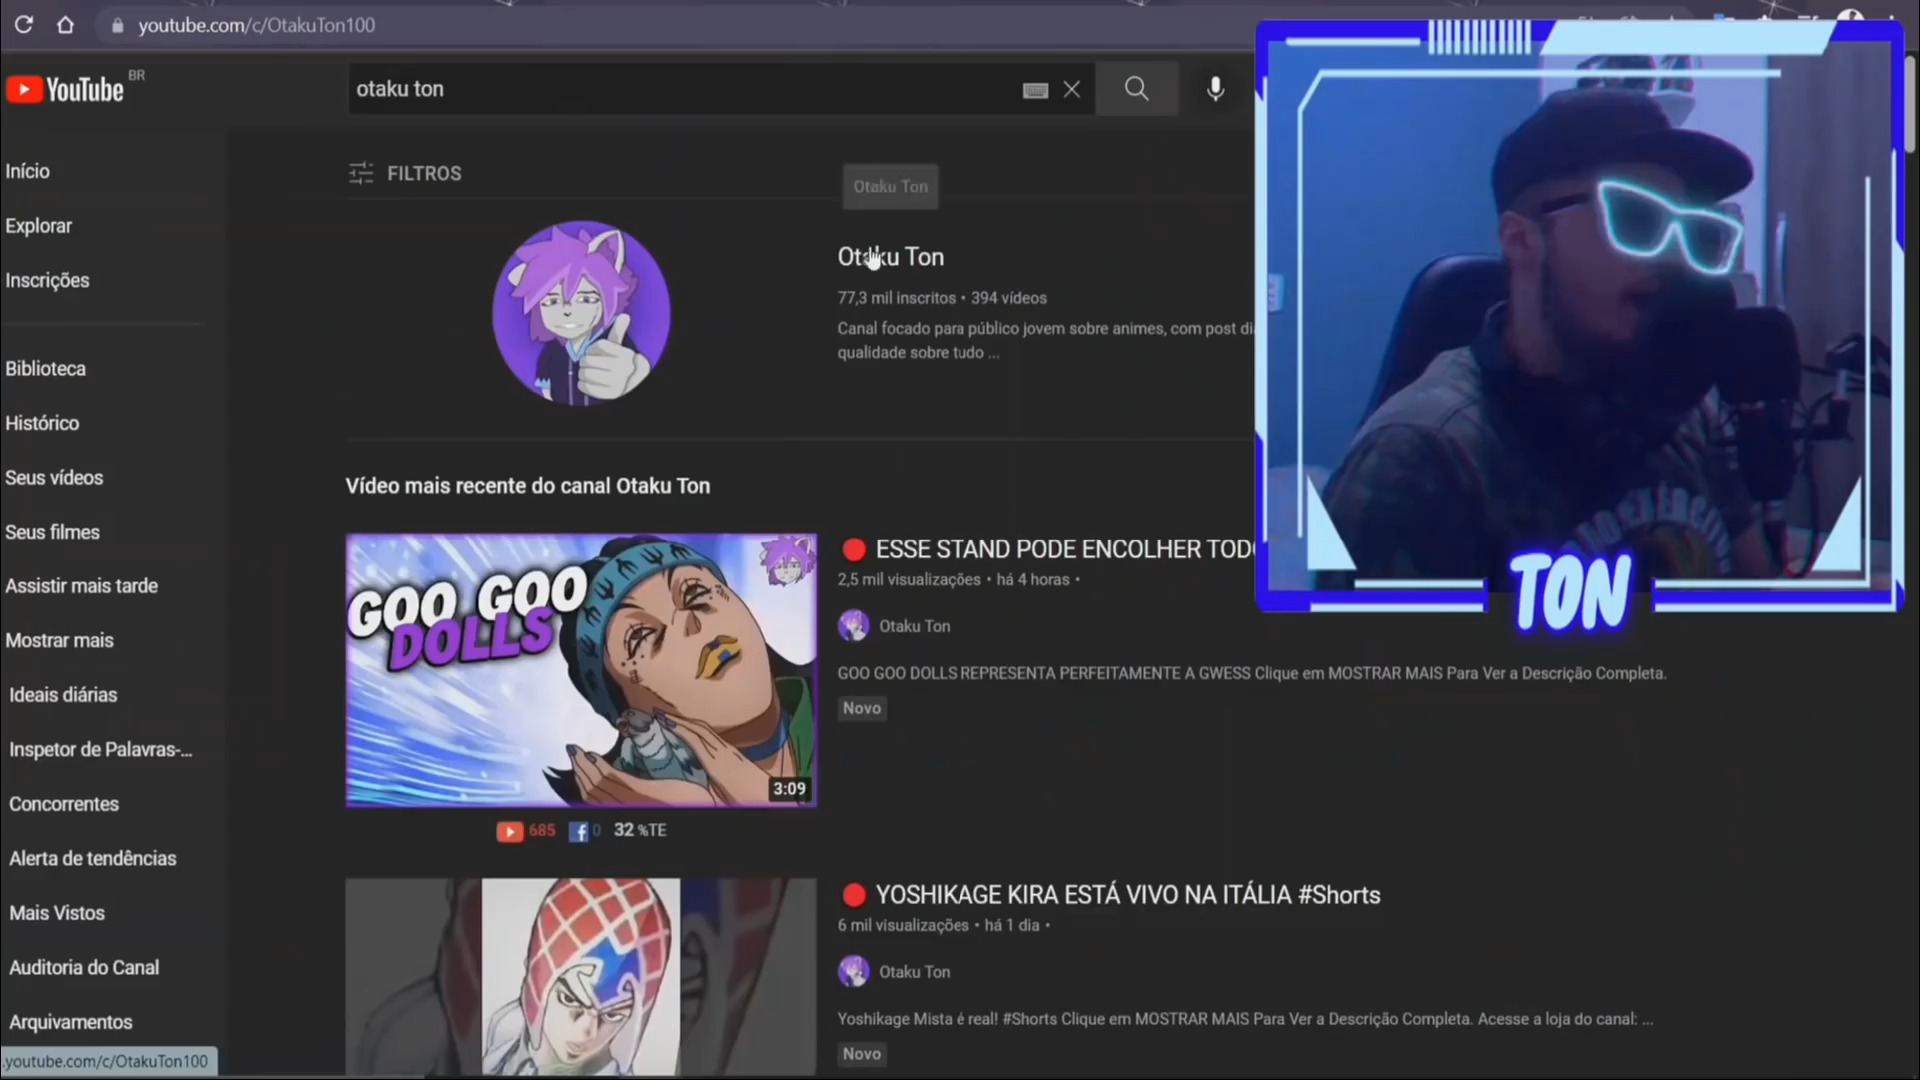 youtube.com/c/OtakuTon100
YouTube BR
otaku ton
Início
Explorar
Inscrições
Biblioteca
Histórico
Seus vídeos
Seus filmes
Assistir mais tarde
Mostrar mais
Ideais diárias
Inspetor de Palavras-...
Concorrentes
Alerta de tendências
Mais Vistos
Auditoria do Canal
Arquivamentos
.youtube.com/c/OtakuTon100
FILTROS
Otaku Ton
Otaku Ton
77,3 mil inscritos • 394 vídeos
Canal focado para público jovem sobre animes, com post di
qualidade sobre tudo ...
Vídeo mais recente do canal Otaku Ton
GOO GOO
DOLLS
3:09
685 0 32 %TE
ESSE STAND PODE ENCOLHER TOD
2,5 mil visualizações • há 4 horas •
Otaku Ton
GOO GOO DOLLS REPRESENTA PERFEITAMENTE A GWESS Clique em MOSTRAR MAIS Para Ver a Descrição Completa.
Novo
YOSHIKAGE KIRA ESTÁ VIVO NA ITÁLIA #Shorts
6 mil visualizações • há 1 dia •
Otaku Ton
Yoshikage Mista é real! #Shorts Clique em MOSTRAR MAIS Para Ver a Descrição Completa. Acesse a loja do canal: ...
Novo
TON